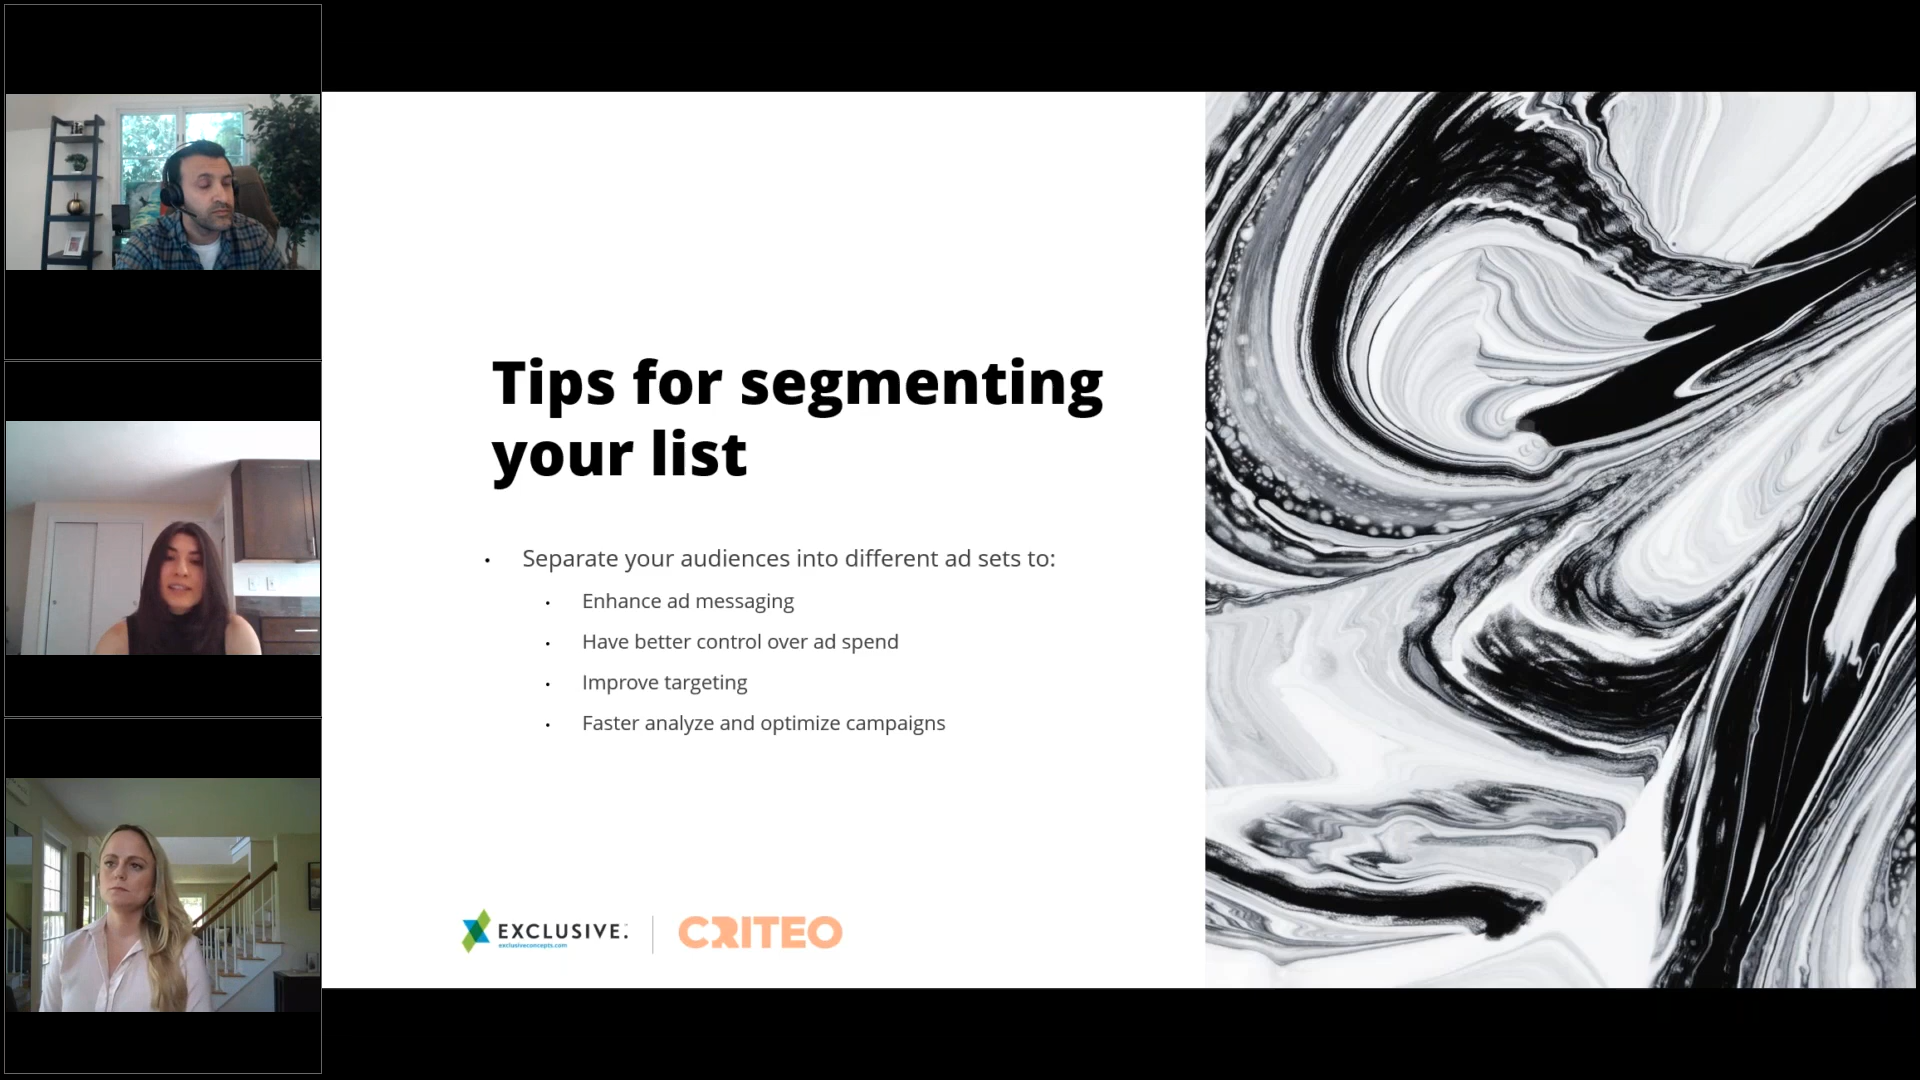 Tips for segmenting
your list
• Separate your audiences into different ad sets to:
• Enhance ad messaging
• Have better control over ad spend
• Improve targeting
• Faster analyze and optimize campaigns
EXCLUSIVE.
exclusiveconcepts.com
CRITEO